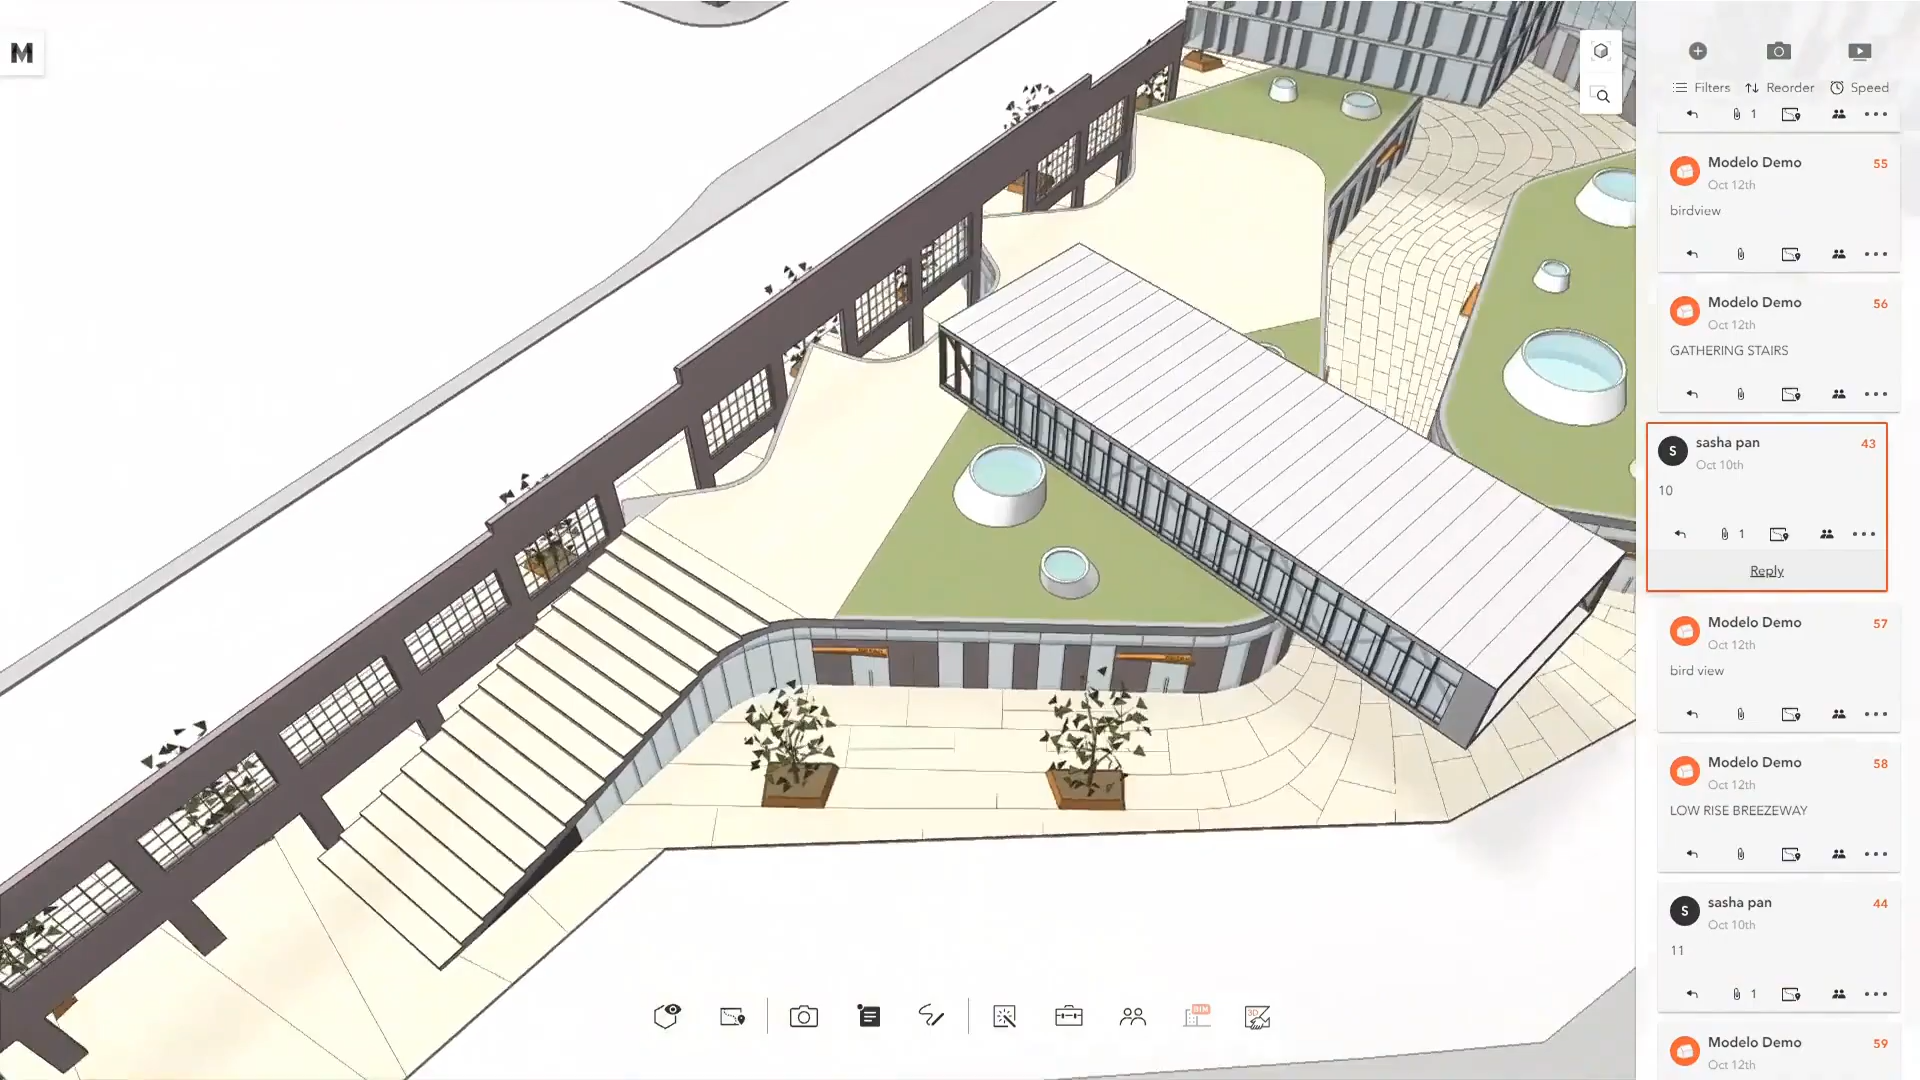 M
Filters Reorder Speed
1
Modelo Demo 55
Oct 12th
birdview
Modelo Demo 56
Oct 12th
GATHERING STAIRS
S sasha pan 43
Oct 10th
10
1
Reply
Modelo Demo 57
Oct 12th
bird view
Modelo Demo 58
Oct 12th
LOW RISE BREEZEWAY
S sasha pan 44
Oct 10th
11
1
Modelo Demo 59
Oct 12th
BIM
3D